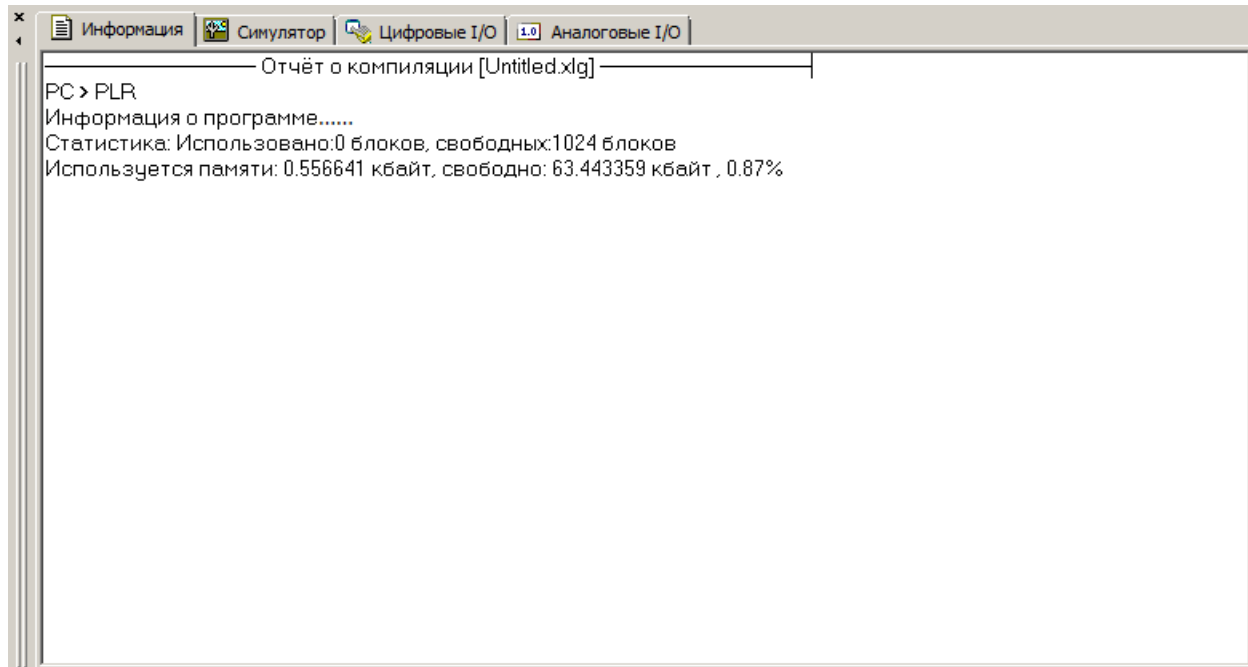 Информация Симулятор Цифровые I/O 1.0 Аналоговые I/O
Отчёт о компиляции [Untitled.xlg]
PC > PLR
Информация о программе......
Статистика: Использовано:0 блоков, свободных:1024 блоков
Используется памяти: 0.556641 кбайт, свободно: 63.443359 кбайт , 0.87%